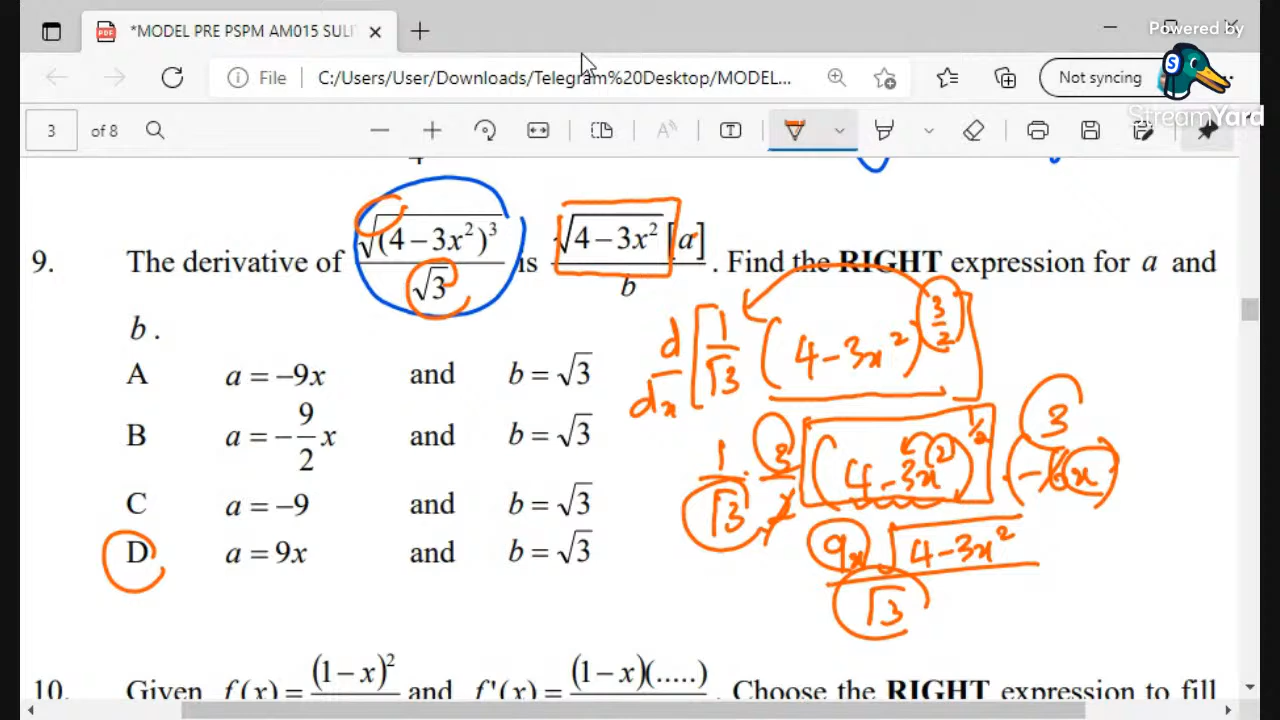 *MODEL PRE PSPM AM015 SULI
Powered by
File C:/Users/User/Downloads/Telegram%20Desktop/MODEL... Not syncing
StreamYard
3 of 8
9. The derivative of √(4−3x²)³/√3 is √4−3x² [a]/b . Find the RIGHT expression for a and
b .
A a = −9x and b = √3
B a = −9/2 x and b = √3
C a = −9 and b = √3
D a = 9x and b = √3
d/dx [1/√3 (4−3x²)^3/2]
1/√3 . 3/2 (4−3x²)^1/2 . (−6x) 3
9x √4−3x²
√3
10. Given f(x) = (1−x)² and f'(x) = (1−x)(.....) . Choose the RIGHT expression to fill